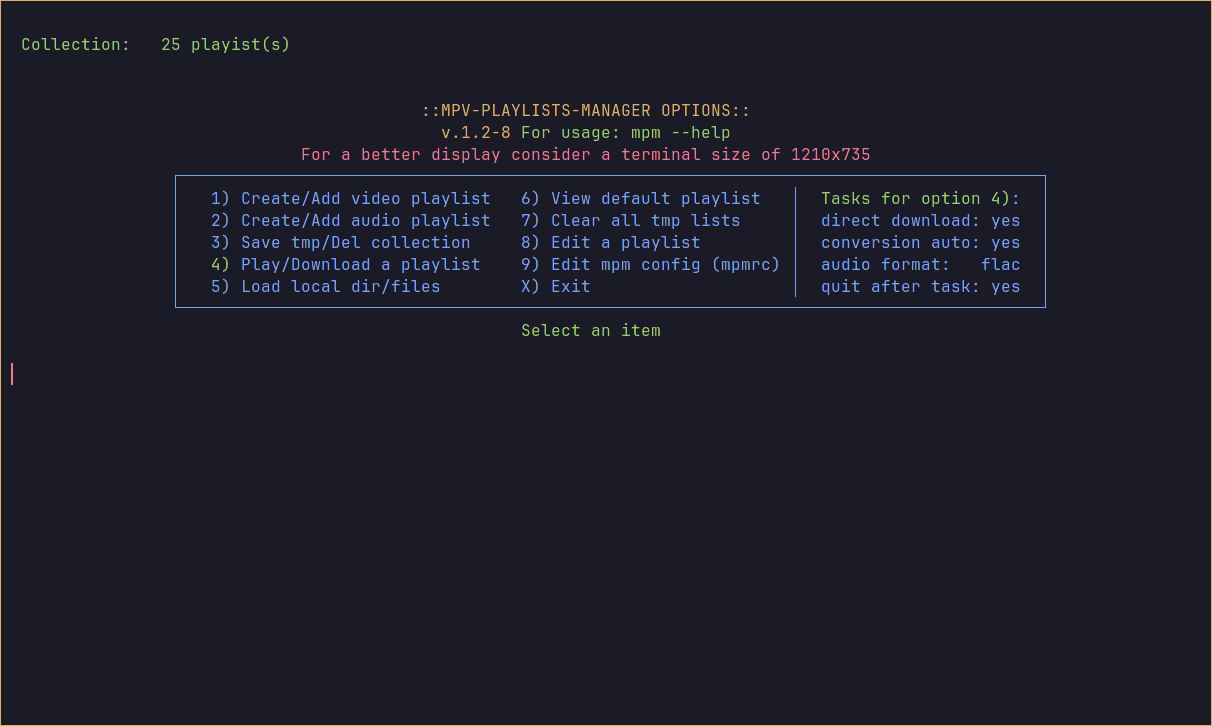 Collection:   25 playist(s)
::MPV-PLAYLISTS-MANAGER OPTIONS::
v.1.2-8 For usage: mpm --help
For a better display consider a terminal size of 1210x735
1) Create/Add video playlist   6) View default playlist   Tasks for option 4):
2) Create/Add audio playlist   7) Clear all tmp lists   direct download: yes
3) Save tmp/Del collection   8) Edit a playlist   conversion auto: yes
4) Play/Download a playlist   9) Edit mpm config (mpmrc)   audio format:   flac
5) Load local dir/files   X) Exit   quit after task: yes
Select an item